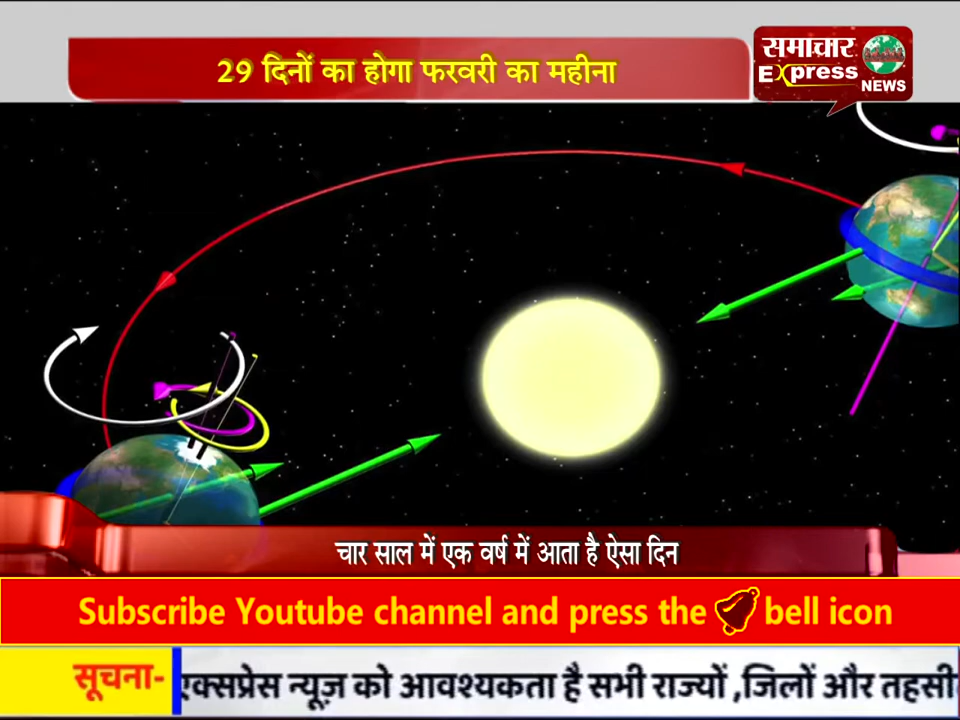 29 दिनों का होगा फरवरी का महीना
समाचार
Express
NEWS
चार साल में एक वर्ष में आता है ऐसा दिन
Subscribe Youtube channel and press the bell icon
सूचना- एक्सप्रेस न्यूज़ को आवश्यकता है सभी राज्यों ,जिलों और तहसी